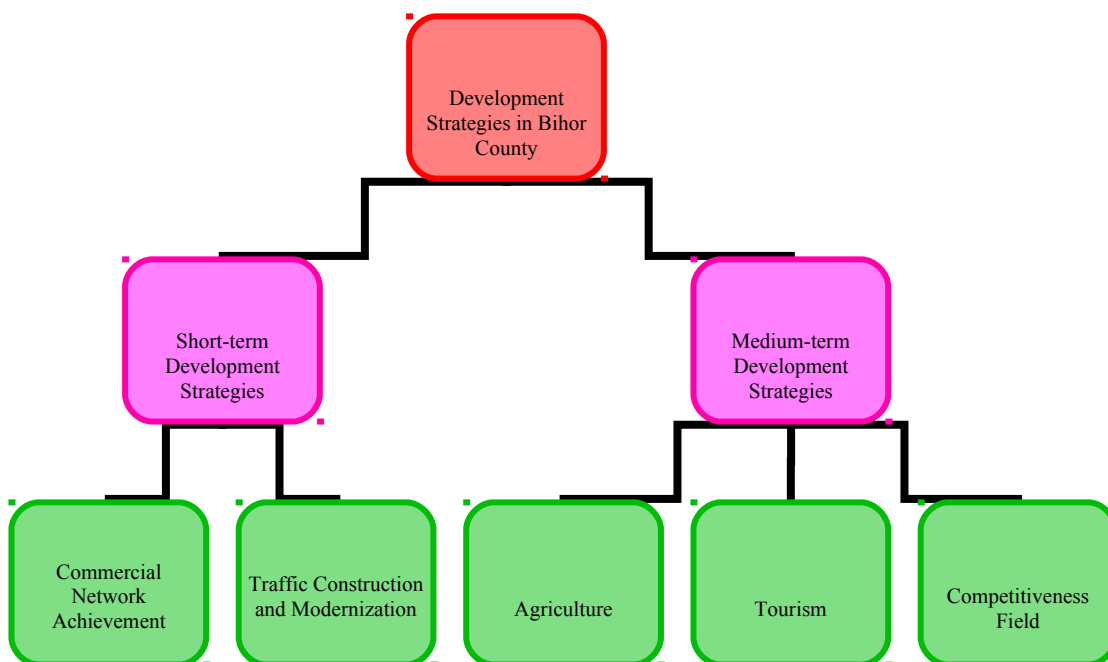 Development
Strategies in Bihor
County
Short-term
Development
Strategies
Medium-term
Development
Strategies
Commercial
Network
Achievement
Traffic Construction
and Modernization
Agriculture
Tourism
Competitiveness
Field